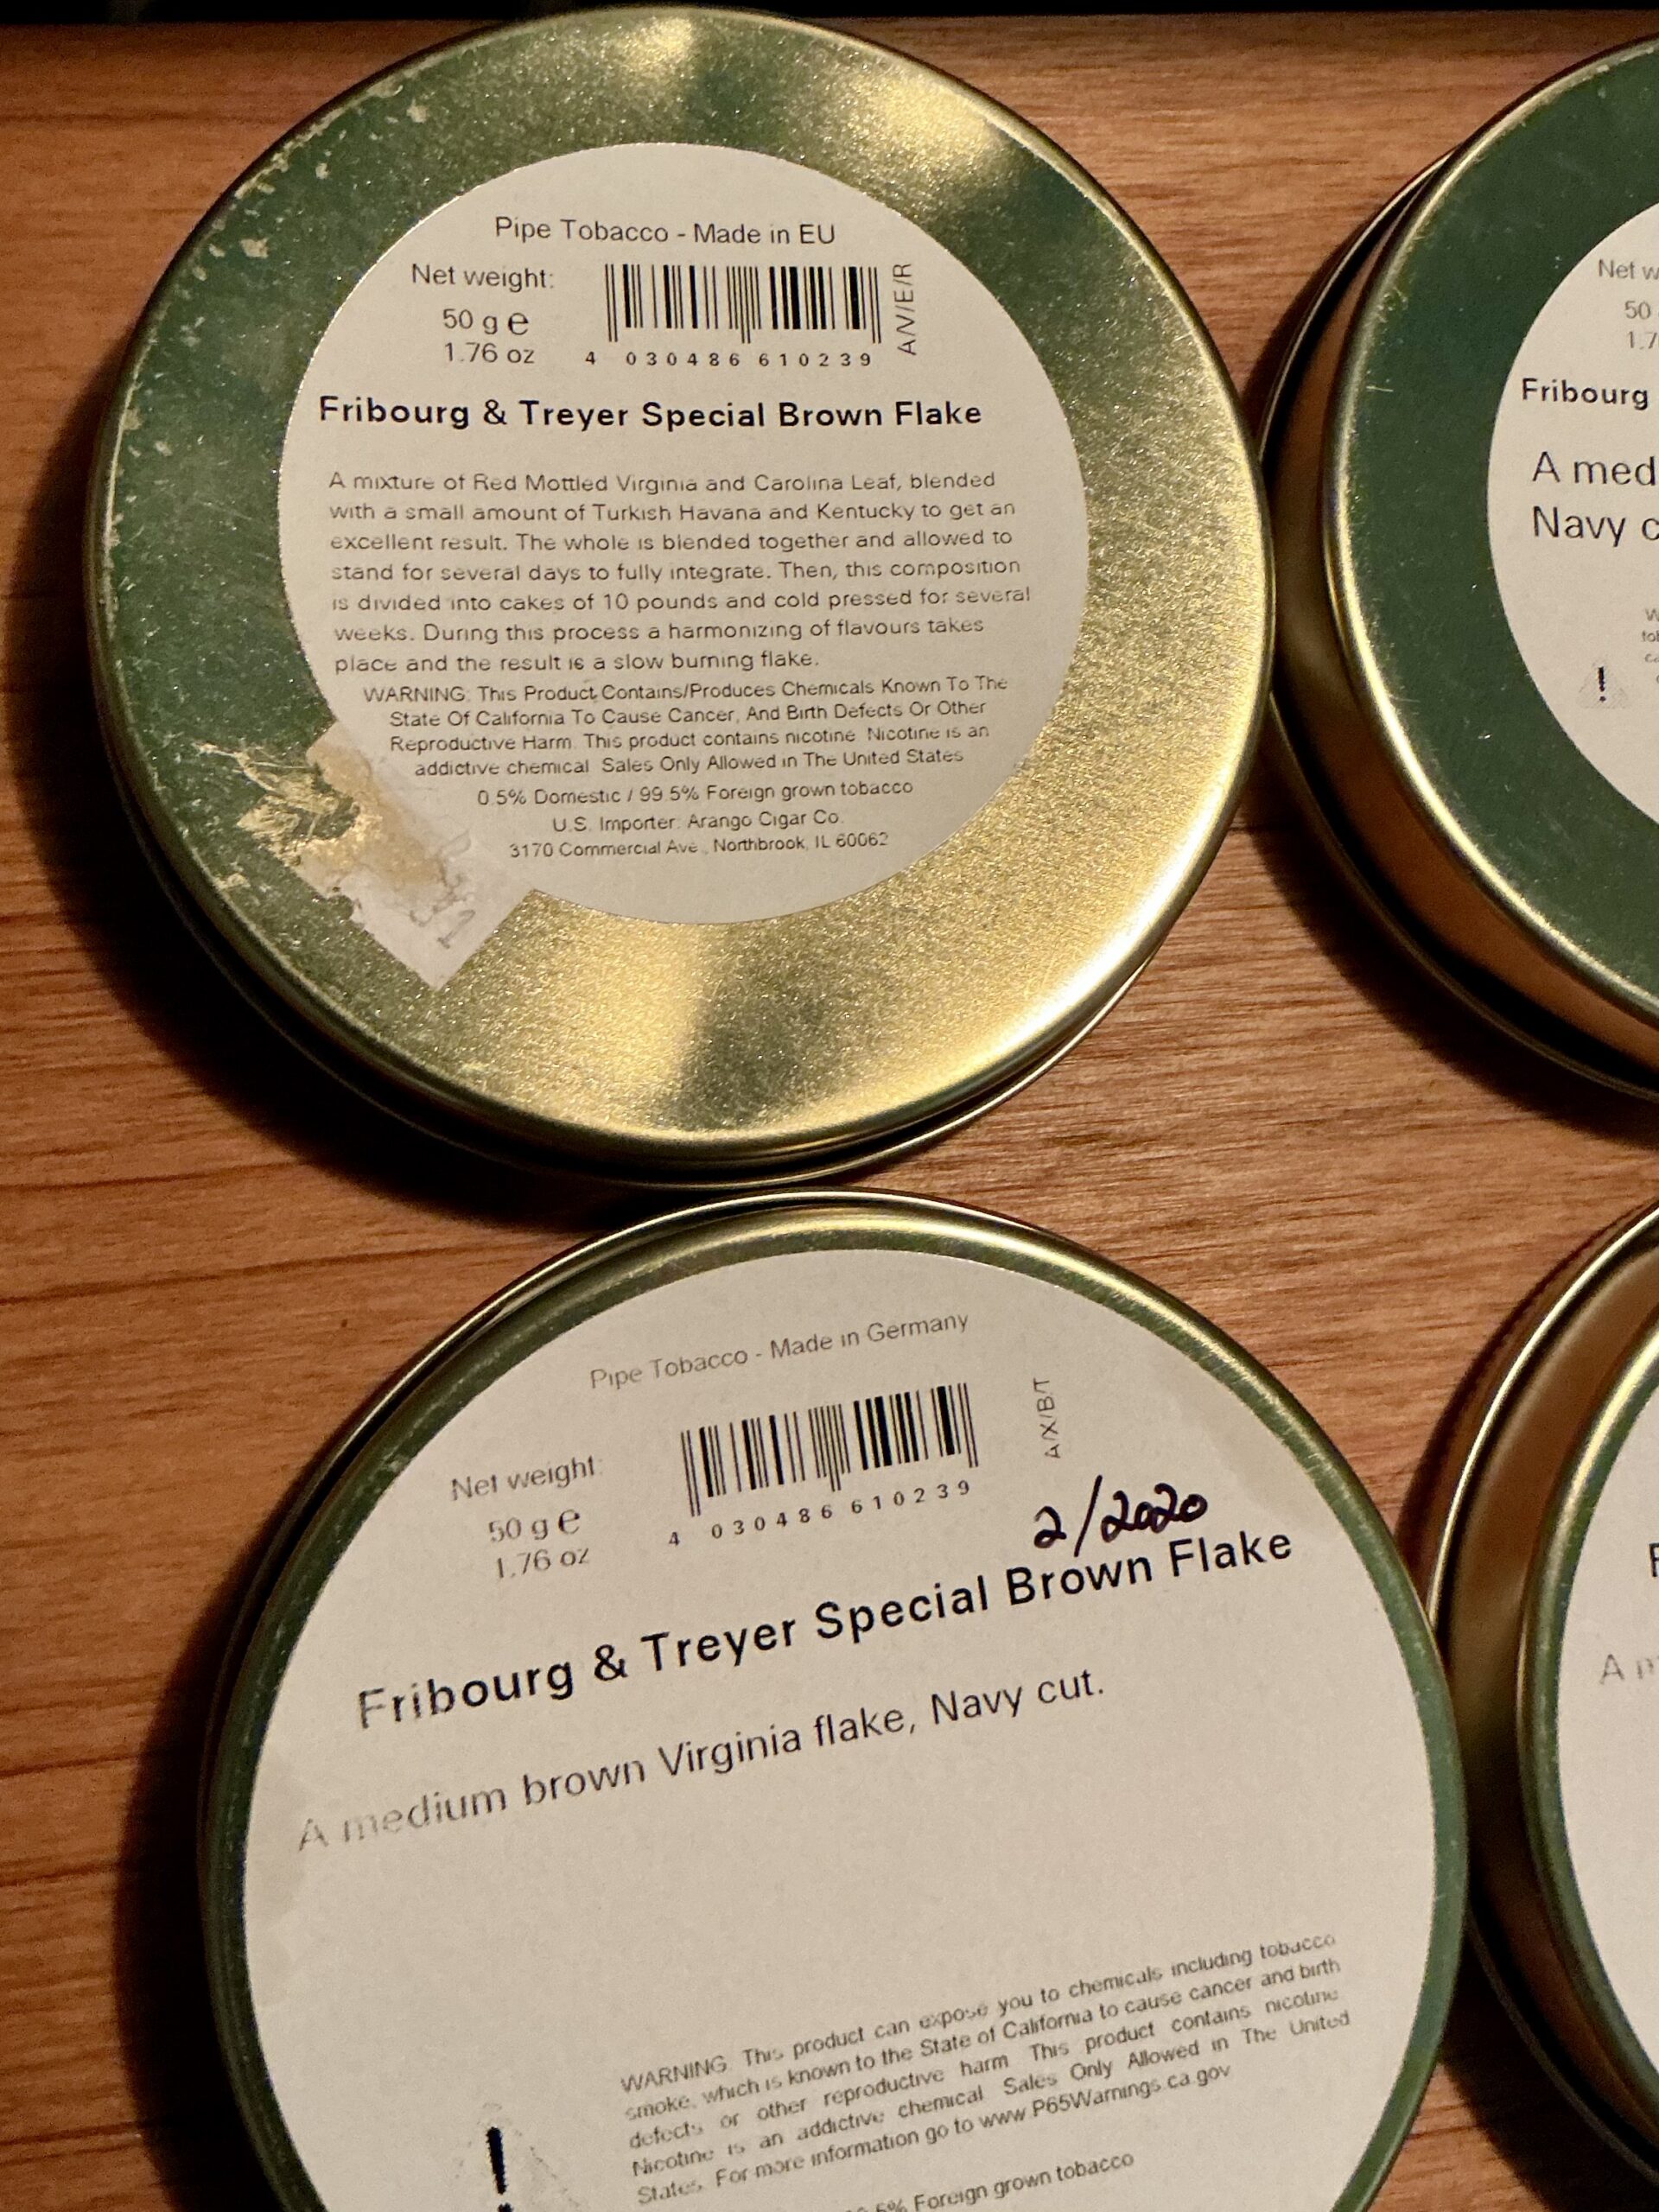 Pipe Tobacco - Made in EU
Net weight:
50 g e
1.76 oz
A/V/E/R
4 030486 610239
Fribourg & Treyer Special Brown Flake
A mixture of Red Mottled Virginia and Carolina Leaf, blended
with a small amount of Turkish Havana and Kentucky to get an
excellent result. The whole is blended together and allowed to
stand for several days to fully integrate. Then, this composition
is divided into cakes of 10 pounds and cold pressed for several
weeks. During this process a harmonizing of flavours takes
place and the result is a slow burning flake.
WARNING: This Product Contains/Produces Chemicals Known To The
State Of California To Cause Cancer, And Birth Defects Or Other
Reproductive Harm. This product contains nicotine. Nicotine is an
addictive chemical. Sales Only Allowed in The United States
0.5% Domestic / 99.5% Foreign grown tobacco
U.S. Importer: Arango Cigar Co.
3170 Commercial Ave., Northbrook, IL 60062
Net w
50
1.7
Fribourg
A med
Navy c
!
Pipe Tobacco - Made in Germany
Net weight:
50 g e
1.76 oz
A/X/B/T
4 030486 610239
2/2020
Fribourg & Treyer Special Brown Flake
A medium brown Virginia flake, Navy cut.
WARNING: This product can expose you to chemicals including tobacco
smoke, which is known to the State of California to cause cancer and birth
defects or other reproductive harm. This product contains nicotine.
Nicotine is an addictive chemical. Sales Only Allowed in The United
States. For more information go to www.P65Warnings.ca.gov
!
5% Foreign grown tobacco